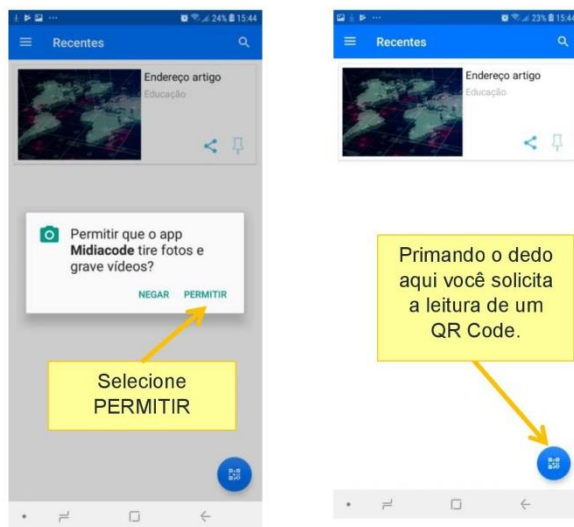 24% 15:44
Recentes
Endereço artigo
Educação
Permitir que o app
Midiacode tire fotos e
grave vídeos?
NEGAR PERMITIR
Selecione
PERMITIR
23% 15:44
Recentes
Endereço artigo
Educação
Primando o dedo
aqui você solicita
a leitura de um
QR Code.